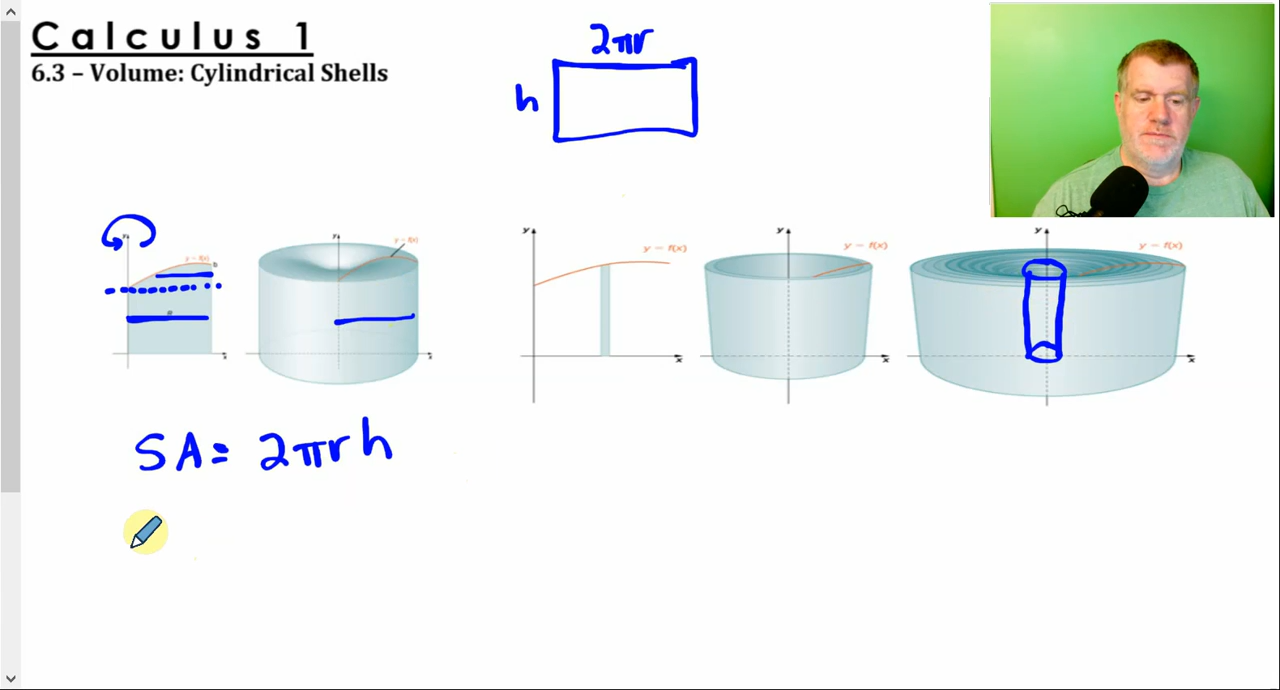 Calculus 1
6.3 – Volume: Cylindrical Shells
2πr
h
y
y = f(x)
b
a
x
y
y = f(x)
x
y
y = f(x)
x
y
y = f(x)
x
y
y = f(x)
x
SA = 2πrh